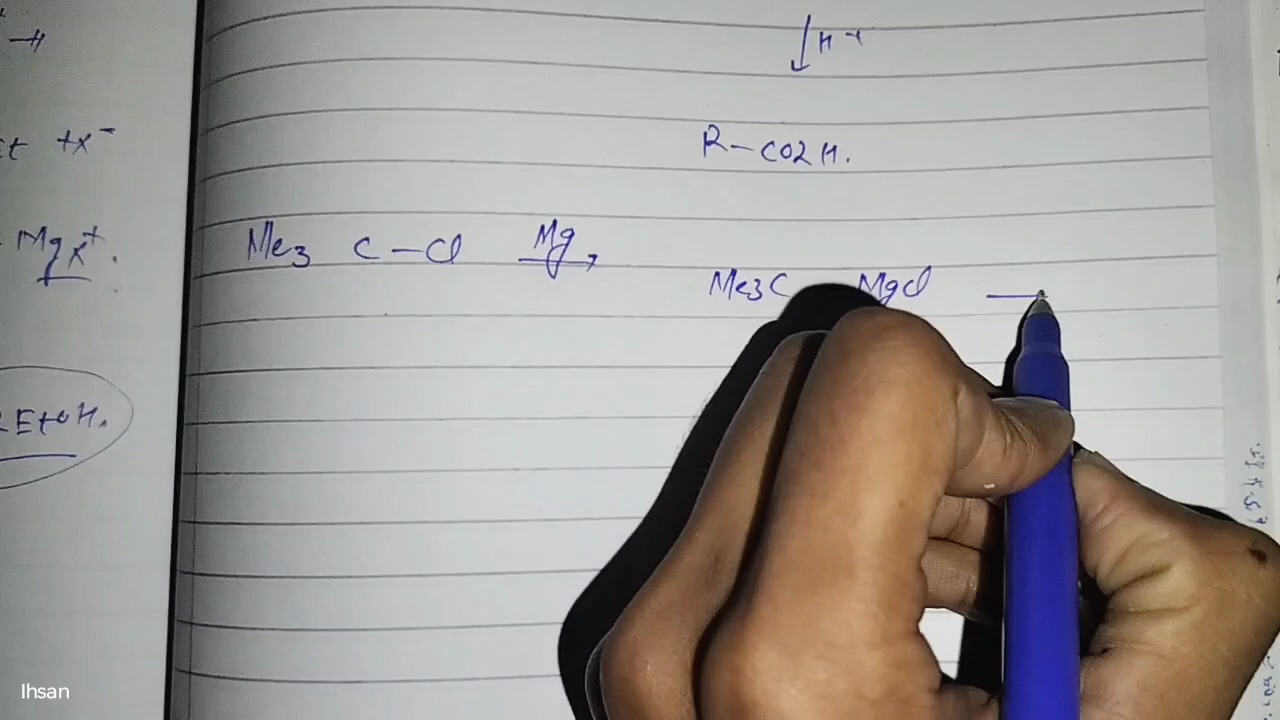 H
H +
R-CO2H.
t +X-
MgX+.
Me3 C-Cl Mg→
Me3C MgCl
EtOH.
Ihsan